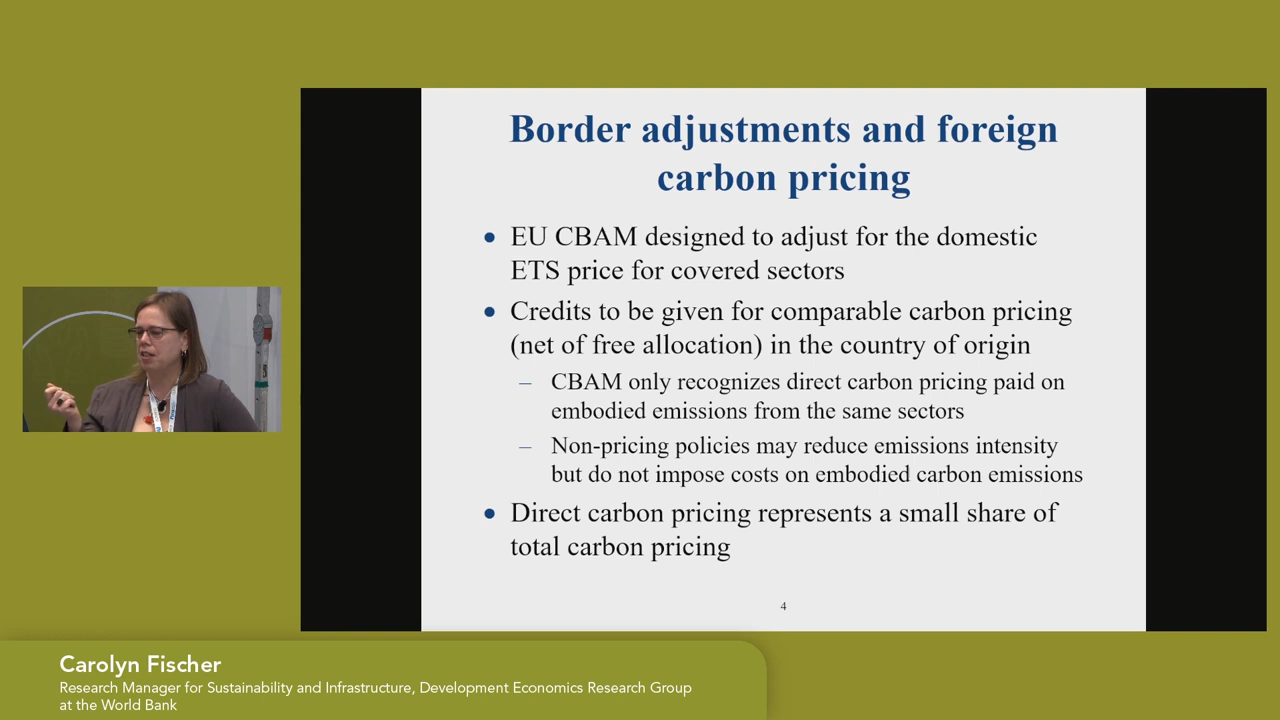 Border adjustments and foreign
carbon pricing
• EU CBAM designed to adjust for the domestic
ETS price for covered sectors
• Credits to be given for comparable carbon pricing
(net of free allocation) in the country of origin
– CBAM only recognizes direct carbon pricing paid on
embodied emissions from the same sectors
– Non-pricing policies may reduce emissions intensity
but do not impose costs on embodied carbon emissions
• Direct carbon pricing represents a small share of
total carbon pricing
4
Carolyn Fischer
Research Manager for Sustainability and Infrastructure, Development Economics Research Group
at the World Bank